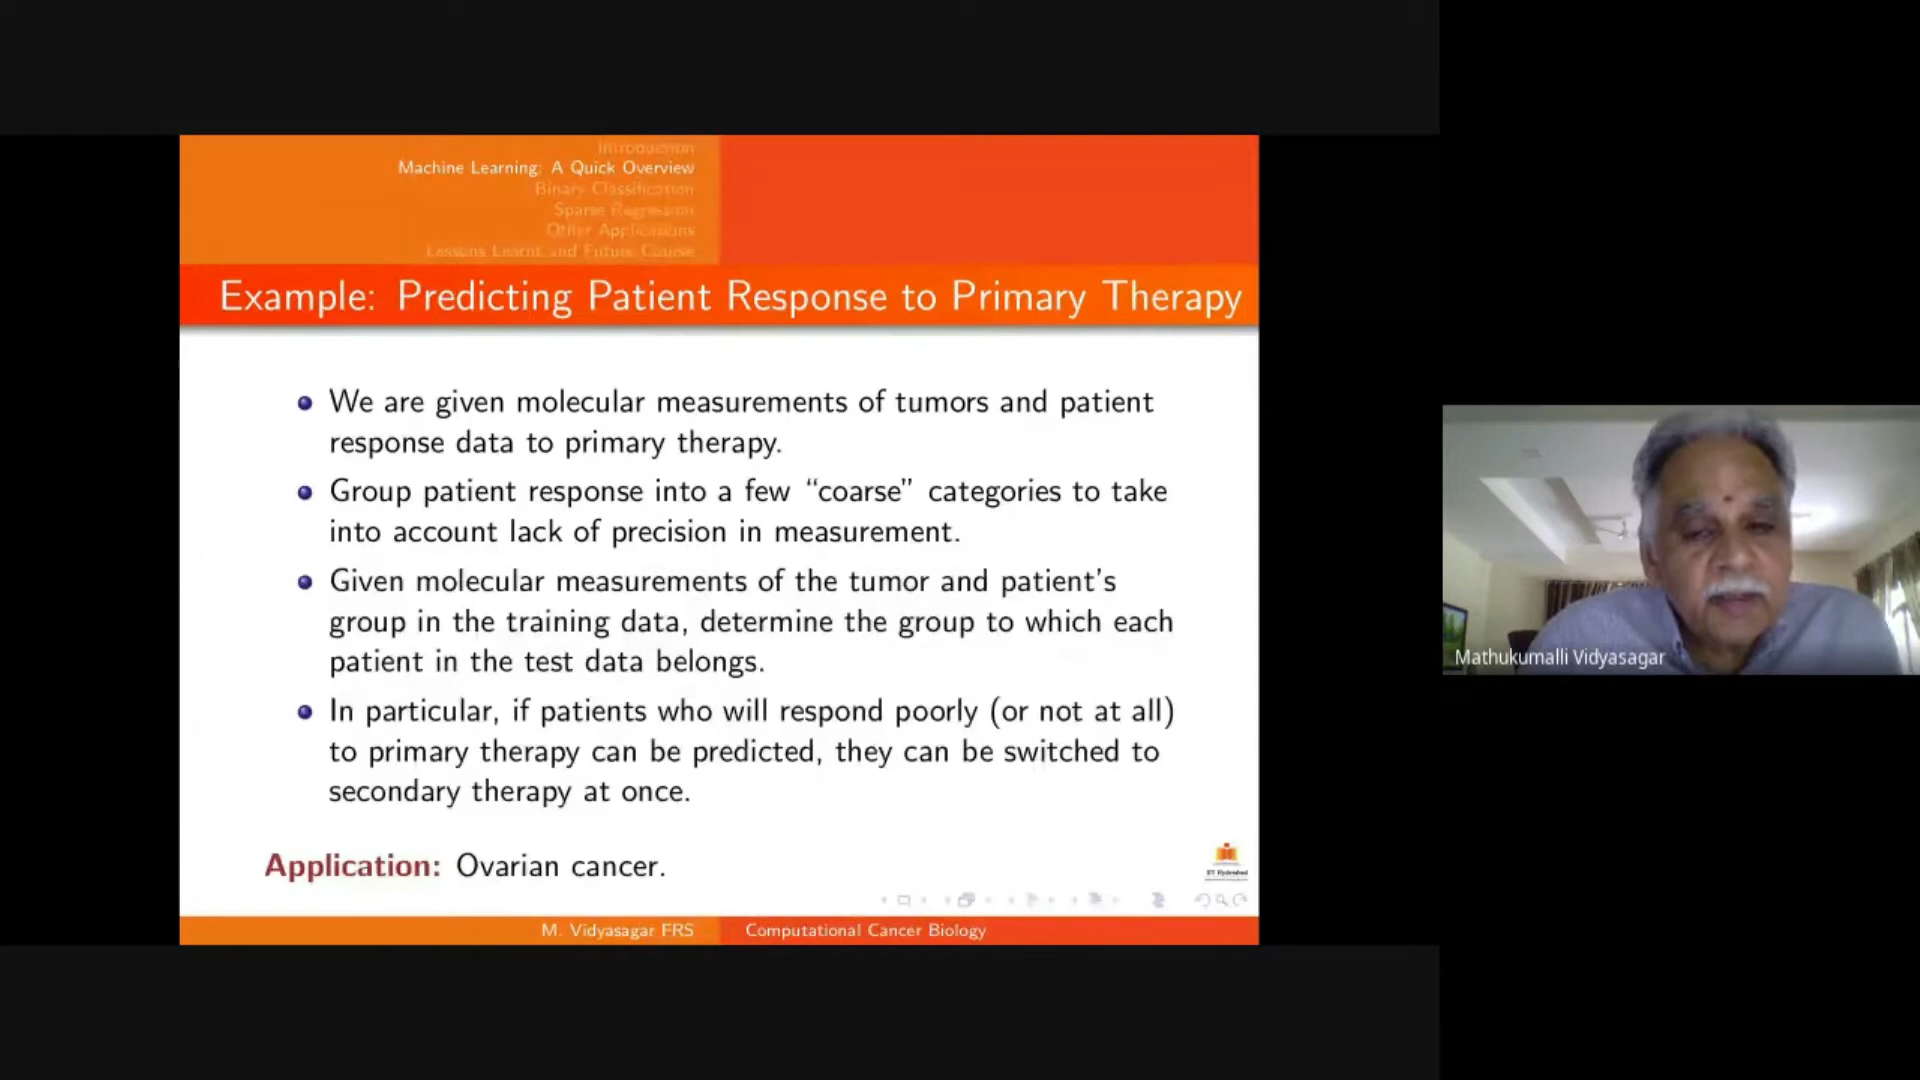 Introduction
Machine Learning: A Quick Overview
Binary Classification
Sparse Regression
Other Applications
Lessons Learnt and Future Course
Example: Predicting Patient Response to Primary Therapy
We are given molecular measurements of tumors and patient
response data to primary therapy.
Group patient response into a few “coarse” categories to take
into account lack of precision in measurement.
Given molecular measurements of the tumor and patient's
group in the training data, determine the group to which each
patient in the test data belongs.
In particular, if patients who will respond poorly (or not at all)
to primary therapy can be predicted, they can be switched to
secondary therapy at once.
Application: Ovarian cancer.
IIT Hyderabad
M. Vidyasagar FRS
Computational Cancer Biology
Mathukumalli Vidyasagar